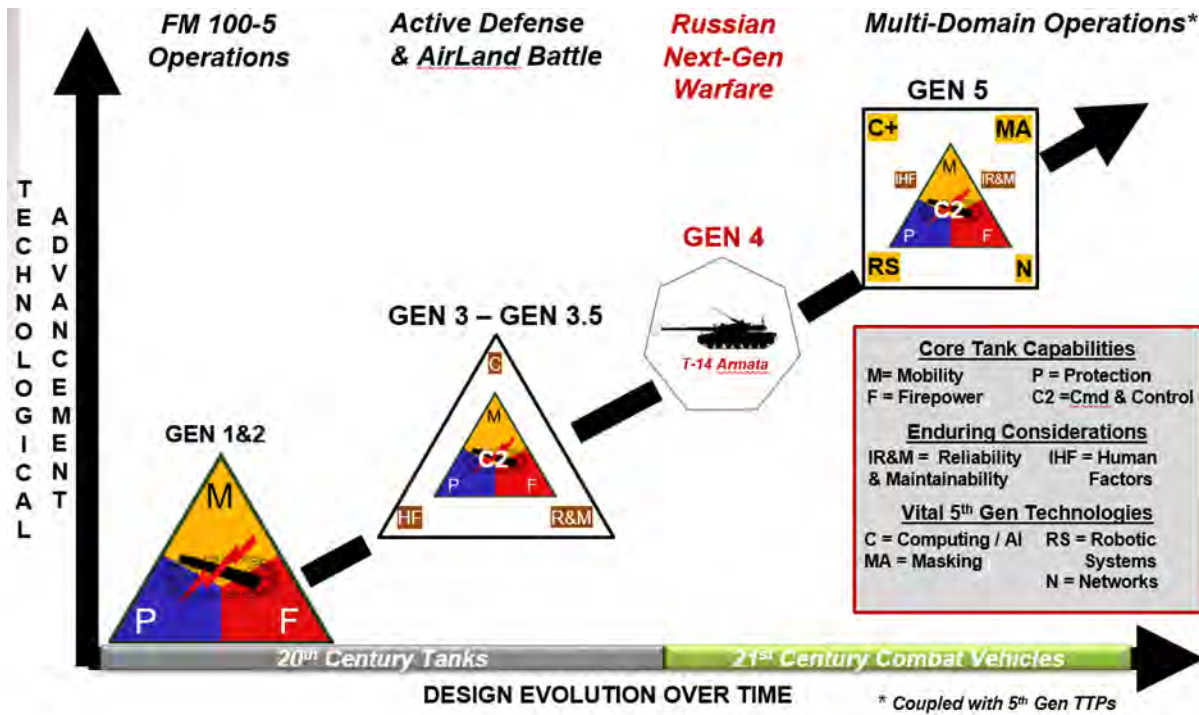 FM 100-5
Operations
Active Defense
& AirLand Battle
Russian
Next-Gen
Warfare
Multi-Domain Operations*
TECHNOLOGICAL
ADVANCEMENT
GEN 1&2
M
P
F
GEN 3 – GEN 3.5
C
M
C2
P
F
HF
R&M
GEN 4
T-14 Armata
GEN 5
C+
MA
IHF
IR&M
M
C2
P
F
RS
N
Core Tank Capabilities
M= Mobility P = Protection
F = Firepower C2 =Cmd & Control
Enduring Considerations
IR&M = Reliability IHF = Human
& Maintainability Factors
Vital 5th Gen Technologies
C = Computing / AI RS = Robotic
MA = Masking Systems
N = Networks
20th Century Tanks
21st Century Combat Vehicles
DESIGN EVOLUTION OVER TIME
* Coupled with 5th Gen TTPs